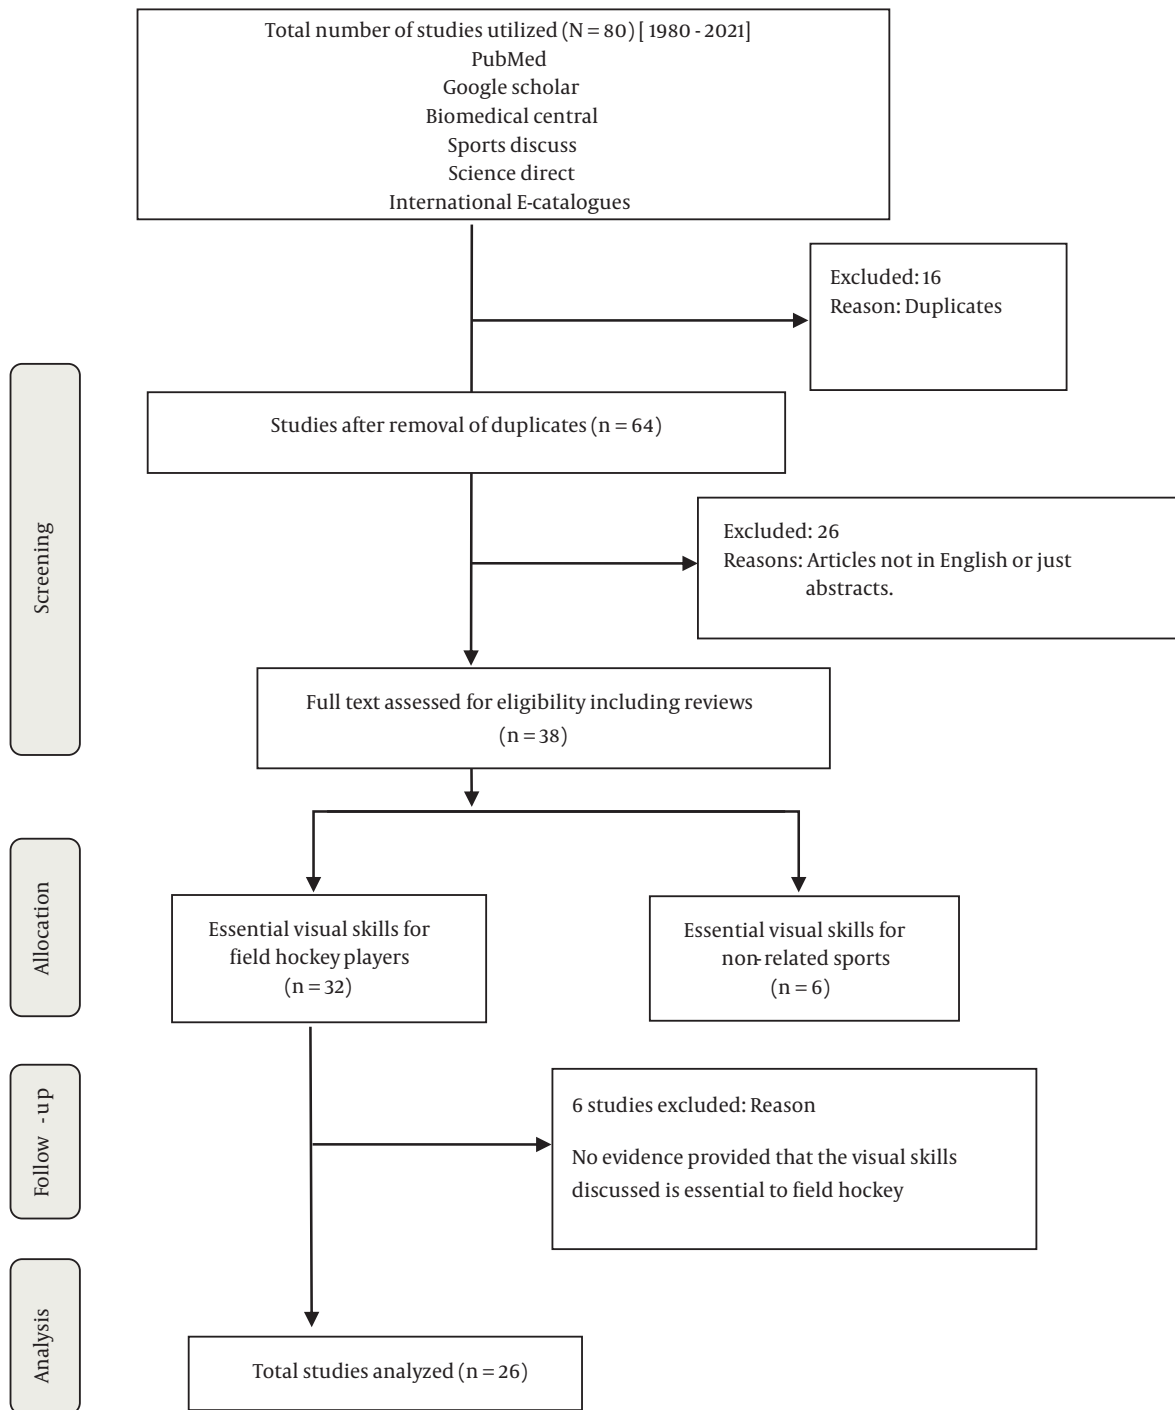 Total number of studies utilized (N = 80) [ 1980 - 2021]
PubMed
Google scholar
Biomedical central
Sports discuss
Science direct
International E-catalogues
Excluded: 16
Reason: Duplicates
Screening
Studies after removal of duplicates (n = 64)
Excluded: 26
Reasons: Articles not in English or just
abstracts.
Full text assessed for eligibility including reviews
(n = 38)
Allocation
Essential visual skills for
field hockey players
(n = 32)
Essential visual skills for
non-related sports
(n = 6)
Follow -up
6 studies excluded: Reason
No evidence provided that the visual skills
discussed is essential to field hockey
Analysis
Total studies analyzed (n = 26)